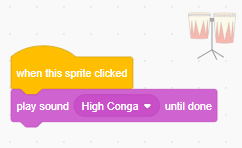 when this sprite clicked
play sound High Conga until done